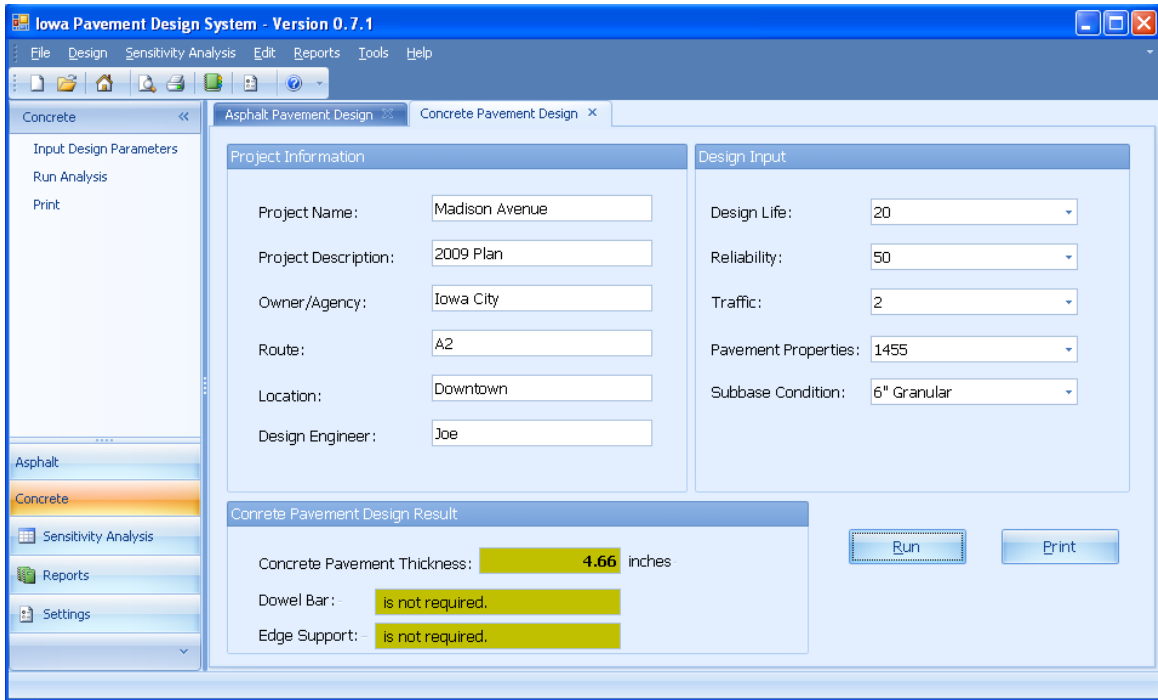 Iowa Pavement Design System - Version 0.7.1
File Design Sensitivity Analysis Edit Reports Tools Help
Concrete
Input Design Parameters
Run Analysis
Print
Asphalt
Concrete
Sensitivity Analysis
Reports
Settings
Asphalt Pavement Design
Concrete Pavement Design
Project Information
Project Name: Madison Avenue
Project Description: 2009 Plan
Owner/Agency: Iowa City
Route: A2
Location: Downtown
Design Engineer: Joe
Design Input
Design Life: 20
Reliability: 50
Traffic: 2
Pavement Properties: 1455
Subbase Condition: 6" Granular
Conrete Pavement Design Result
Concrete Pavement Thickness: 4.66 inches
Dowel Bar: is not required.
Edge Support: is not required.
Run
Print